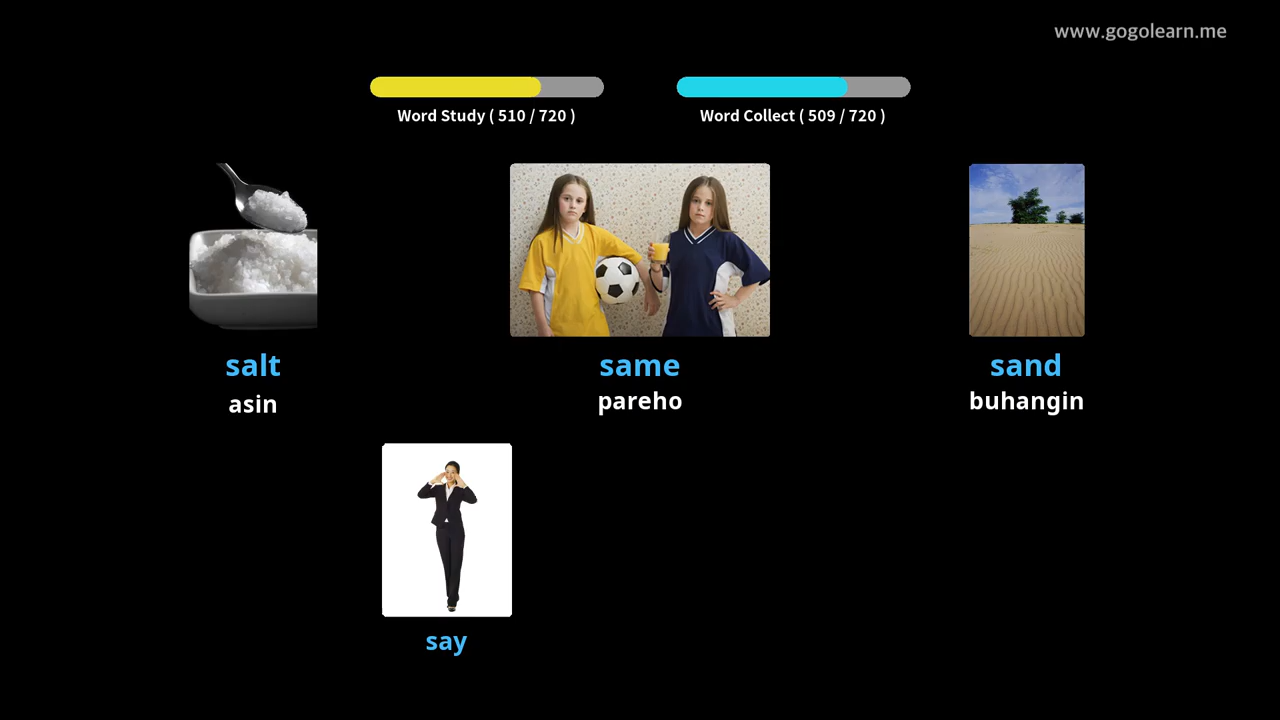 www.gogolearn.me
Word Study ( 510 / 720 )
Word Collect ( 509 / 720 )
salt
asin
same
pareho
sand
buhangin
say